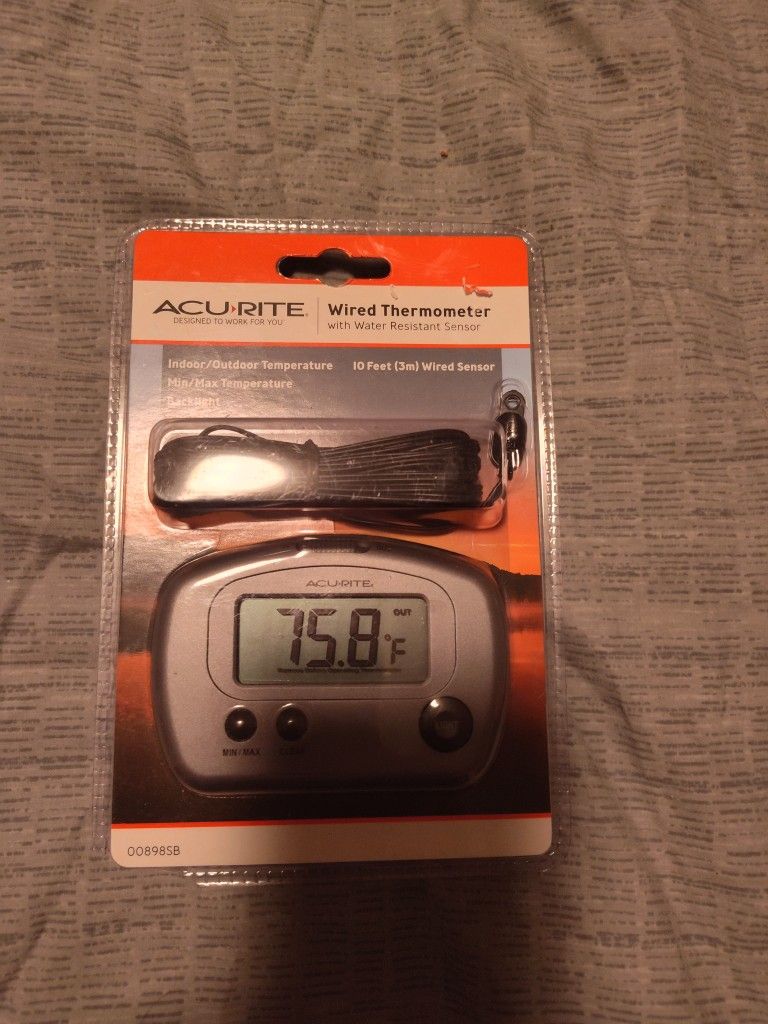 ACU>RITE
DESIGNED TO WORK FOR YOU
Wired Thermometer
with Water Resistant Sensor
Indoor/Outdoor Temperature
10 Feet (3m) Wired Sensor
Min/Max Temperature
Backlight
ACU>RITE
OUT
75.8°F
MIN/MAX
CLEAR
LIGHT
00898SB